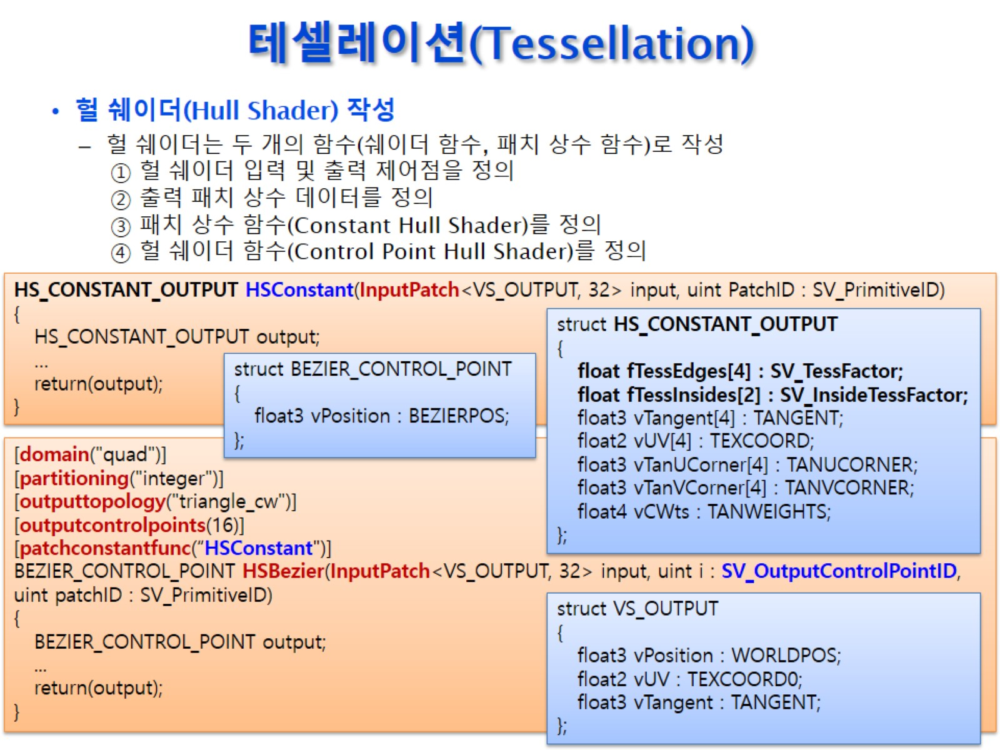 테셀레이션(Tessellation)
• 헐 쉐이더(Hull Shader) 작성
– 헐 쉐이더는 두 개의 함수(쉐이더 함수, 패치 상수 함수)로 작성
① 헐 쉐이더 입력 및 출력 제어점을 정의
② 출력 패치 상수 데이터를 정의
③ 패치 상수 함수(Constant Hull Shader)를 정의
④ 헐 쉐이더 함수(Control Point Hull Shader)를 정의
HS_CONSTANT_OUTPUT HSConstant(InputPatch<VS_OUTPUT, 32> input, uint PatchID : SV_PrimitiveID)
{
HS_CONSTANT_OUTPUT output;
...
return(output);
}
struct BEZIER_CONTROL_POINT
{
float3 vPosition : BEZIERPOS;
};
struct HS_CONSTANT_OUTPUT
{
float fTessEdges[4] : SV_TessFactor;
float fTessInsides[2] : SV_InsideTessFactor;
float3 vTangent[4] : TANGENT;
float2 vUV[4] : TEXCOORD;
float3 vTanUCorner[4] : TANUCORNER;
float3 vTanVCorner[4] : TANVCORNER;
float4 vCWts : TANWEIGHTS;
};
[domain("quad")]
[partitioning("integer")]
[outputtopology("triangle_cw")]
[outputcontrolpoints(16)]
[patchconstantfunc(“HSConstant")]
BEZIER_CONTROL_POINT HSBezier(InputPatch<VS_OUTPUT, 32> input, uint i : SV_OutputControlPointID,
uint patchID : SV_PrimitiveID)
{
BEZIER_CONTROL_POINT output;
...
return(output);
}
struct VS_OUTPUT
{
float3 vPosition : WORLDPOS;
float2 vUV : TEXCOORD0;
float3 vTangent : TANGENT;
};